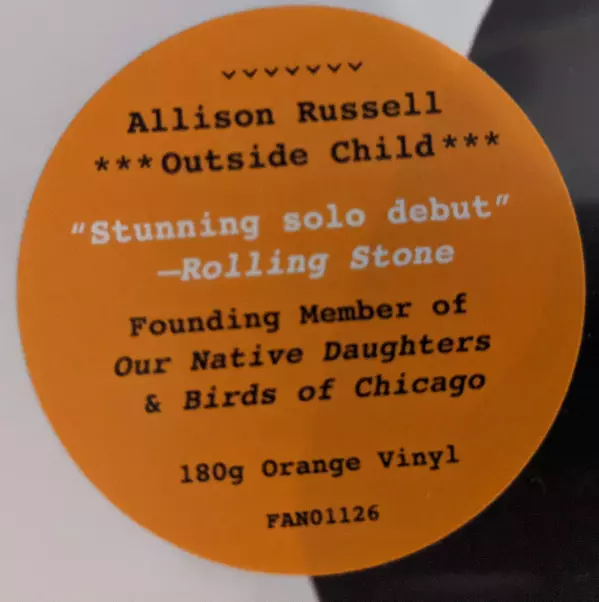 Allison Russell
***Outside Child***
"Stunning solo debut"
—Rolling Stone
Founding Member of
Our Native Daughters
& Birds of Chicago
180g Orange Vinyl
FAN01126